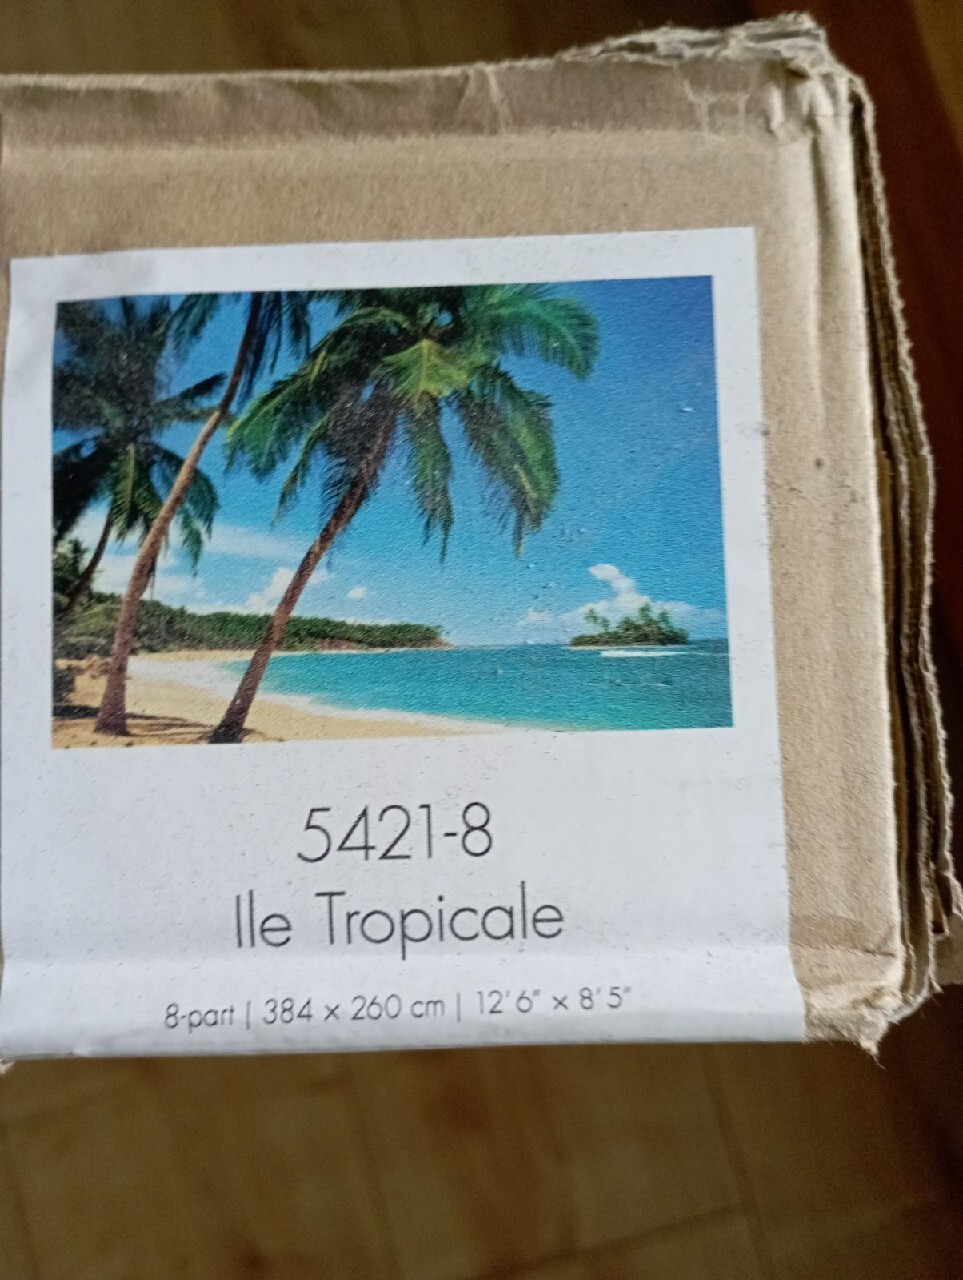 5421-8
Ile Tropicale
8-part | 384 x 260 cm | 12'6" x 8'5"